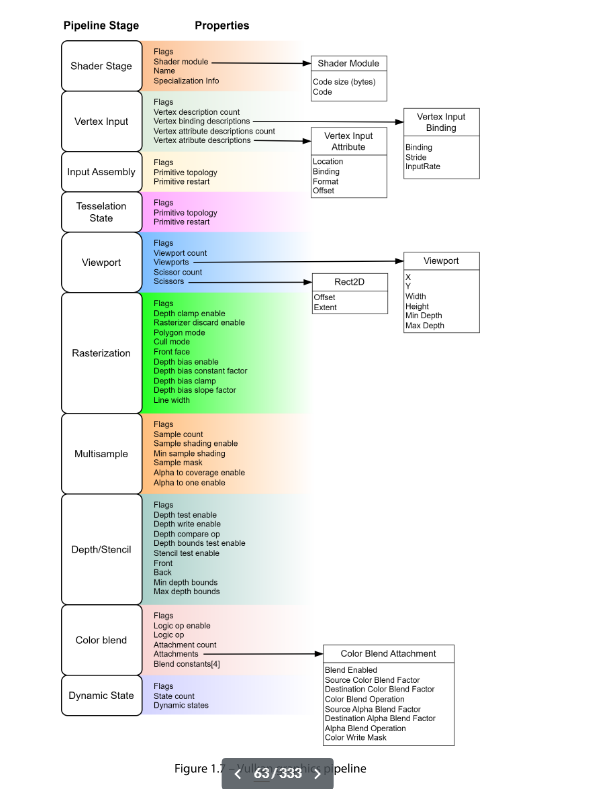 Pipeline Stage
Properties
Shader Stage
Flags
Shader module
Name
Specialization Info
Shader Module
Code size (bytes)
Code
Vertex Input
Flags
Vertex description count
Vertex binding descriptions
Vertex attribute descriptions count
Vertex atribute descriptions
Vertex Input
Attribute
Location
Binding
Format
Offset
Vertex Input
Binding
Binding
Stride
InputRate
Input Assembly
Flags
Primitive topology
Primitive restart
Tesselation
State
Flags
Primitive topology
Primitive restart
Viewport
Flags
Viewport count
Viewports
Scissor count
Scissors
Rect2D
Offset
Extent
Viewport
X
Y
Width
Height
Min Depth
Max Depth
Rasterization
Flags
Depth clamp enable
Rasterizer discard enable
Polygon mode
Cull mode
Front face
Depth bias enable
Depth bias constant factor
Depth bias clamp
Depth bias slope factor
Line width
Multisample
Flags
Sample count
Sample shading enable
Min sample shading
Sample mask
Alpha to coverage enable
Alpha to one enable
Depth/Stencil
Flags
Depth test enable
Depth write enable
Depth compare op
Depth bounds test enable
Stencil test enable
Front
Back
Min depth bounds
Max depth bounds
Color blend
Flags
Logic op enable
Logic op
Attachment count
Attachments
Blend constants[4]
Color Blend Attachment
Blend Enabled
Source Color Blend Factor
Destination Color Blend Factor
Color Blend Operation
Source Alpha Blend Factor
Destination Alpha Blend Factor
Alpha Blend Operation
Color Write Mask
Dynamic State
Flags
State count
Dynamic states
Figure 1.7 – Vulkan graphics pipeline
63 / 333